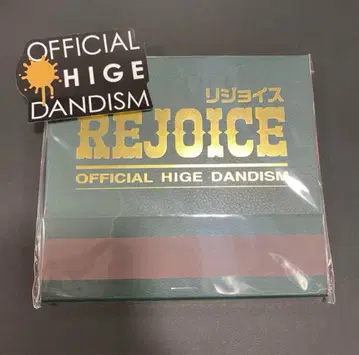 OFFICIAL
HIGE
DANDISM
リジョイス
REJOICE
OFFICIAL HIGE DANDISM